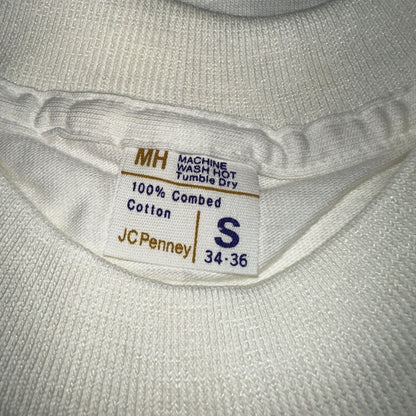 MH MACHINE
WASH HOT
Tumble Dry
100% Combed
Cotton
JCPenney
S
34-36